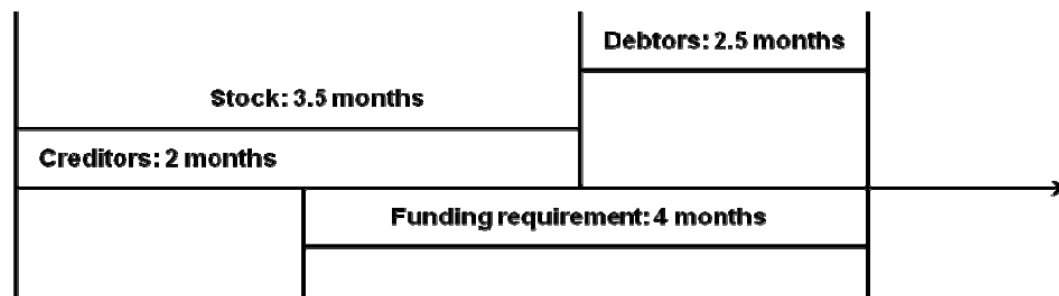 Debtors: 2.5 months
Stock: 3.5 months
Creditors: 2 months
Funding requirement: 4 months